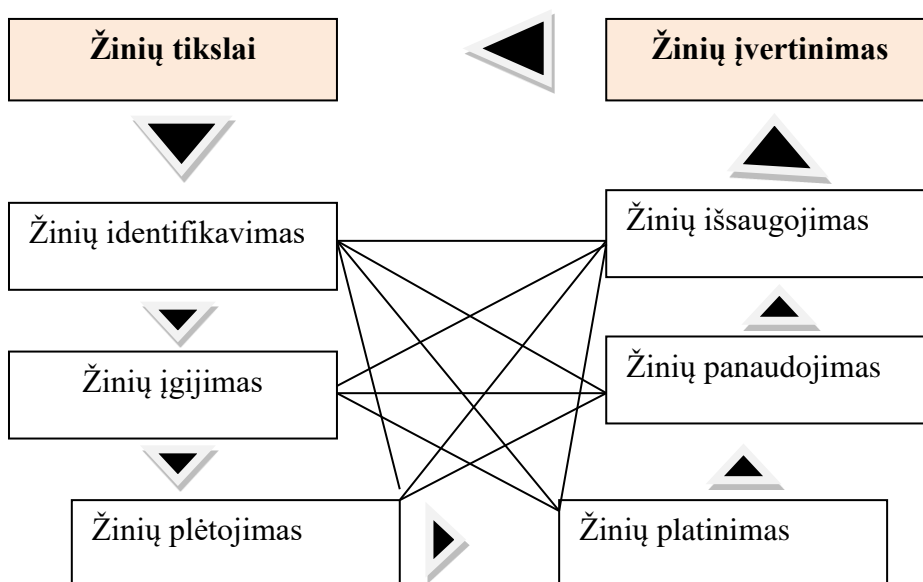 Žinių tikslai
Žinių įvertinimas
Žinių identifikavimas
Žinių išsaugojimas
Žinių įgijimas
Žinių panaudojimas
Žinių plėtojimas
Žinių platinimas